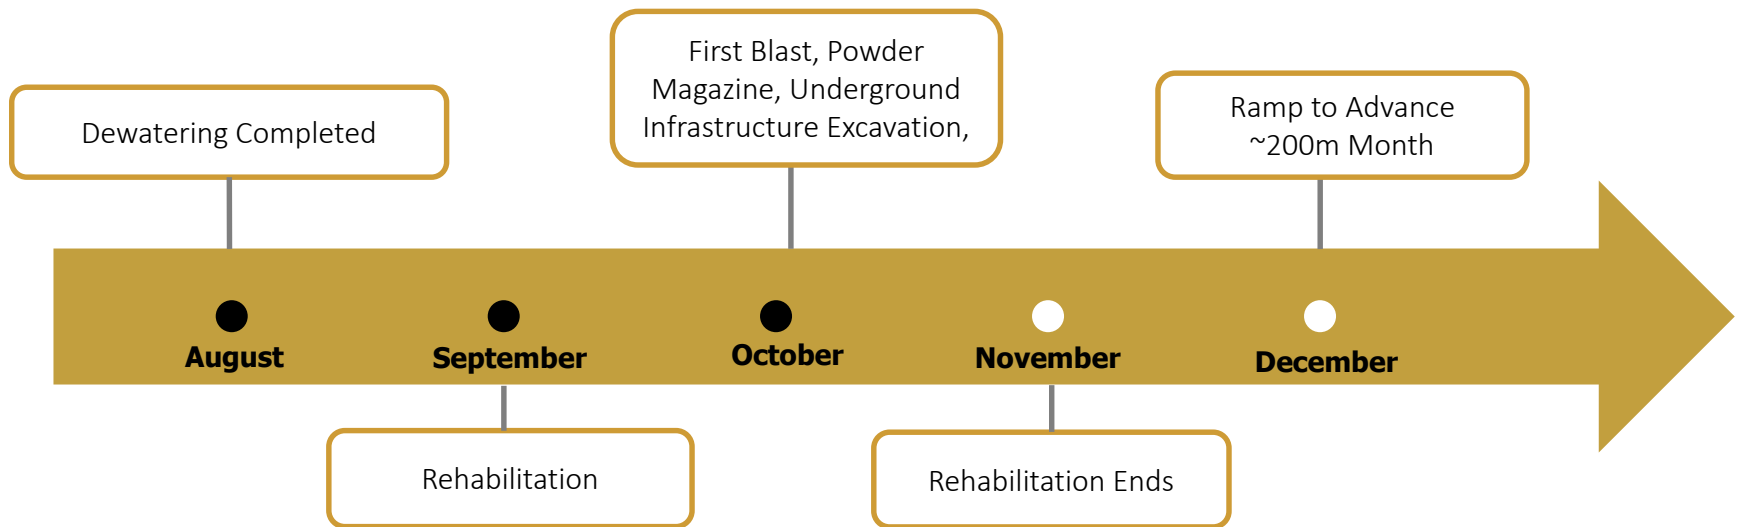 Dewatering Completed
First Blast, Powder
Magazine, Underground
Infrastructure Excavation,
Ramp to Advance
~200m Month
August
September
October
November
December
Rehabilitation
Rehabilitation Ends